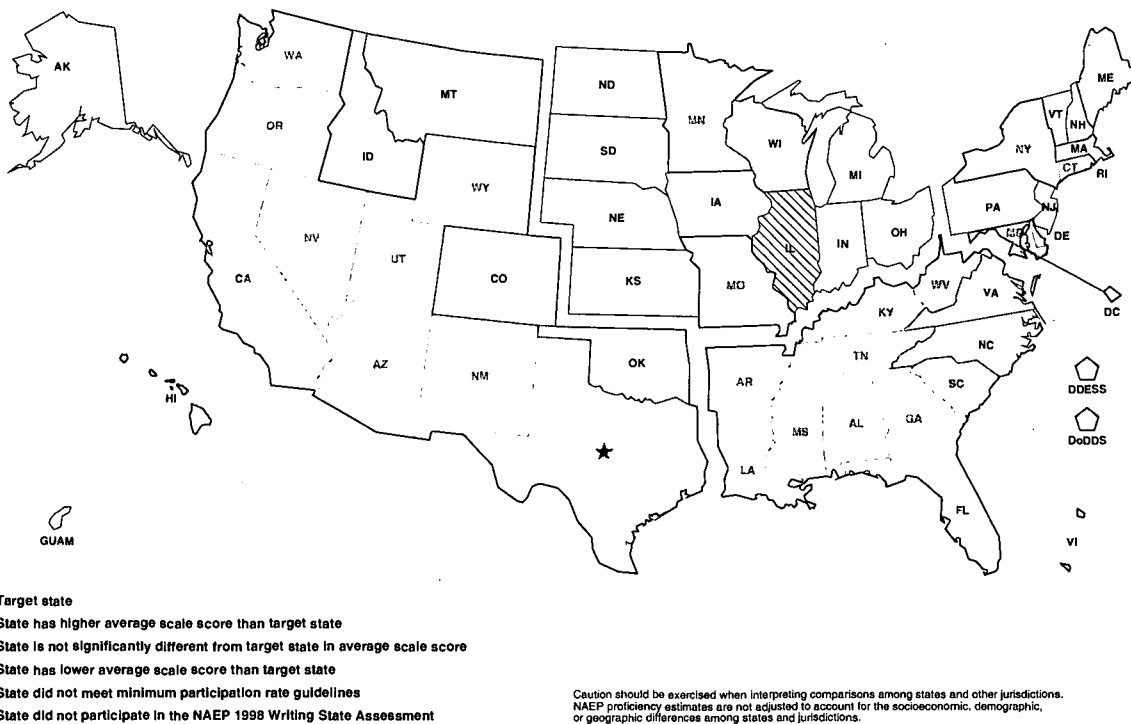 AK
WA
MT
ND
MN
ME
OR
ID
SD
WI
VT
NH
NY
MA
CT
RI
WY
MI
IA
NE
PA
NJ
NV
UT
IL
IN
OH
MD
DE
CA
CO
KS
MO
WV
VA
DC
KY
AZ
NM
OK
TN
NC
HI
AR
SC
DDESS
MS
AL
GA
DoDDS
LA
FL
GUAM
VI
Target state
State has higher average scale score than target state
State is not significantly different from target state in average scale score
State has lower average scale score than target state
State did not meet minimum participation rate guidelines
State did not participate in the NAEP 1998 Writing State Assessment
Caution should be exercised when interpreting comparisons among states and other jurisdictions.
NAEP proficiency estimates are not adjusted to account for the socioeconomic, demographic,
or geographic differences among states and jurisdictions.